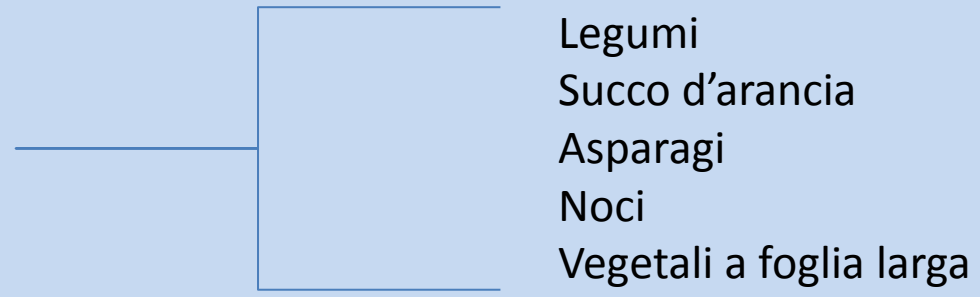 Legumi
Succo d’arancia
Asparagi
Noci
Vegetali a foglia larga